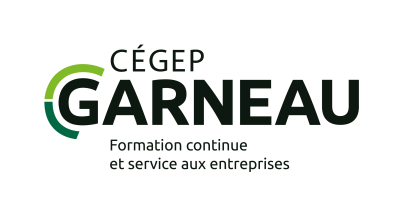 CÉGEP
GARNEAU
Formation continue
et service aux entreprises